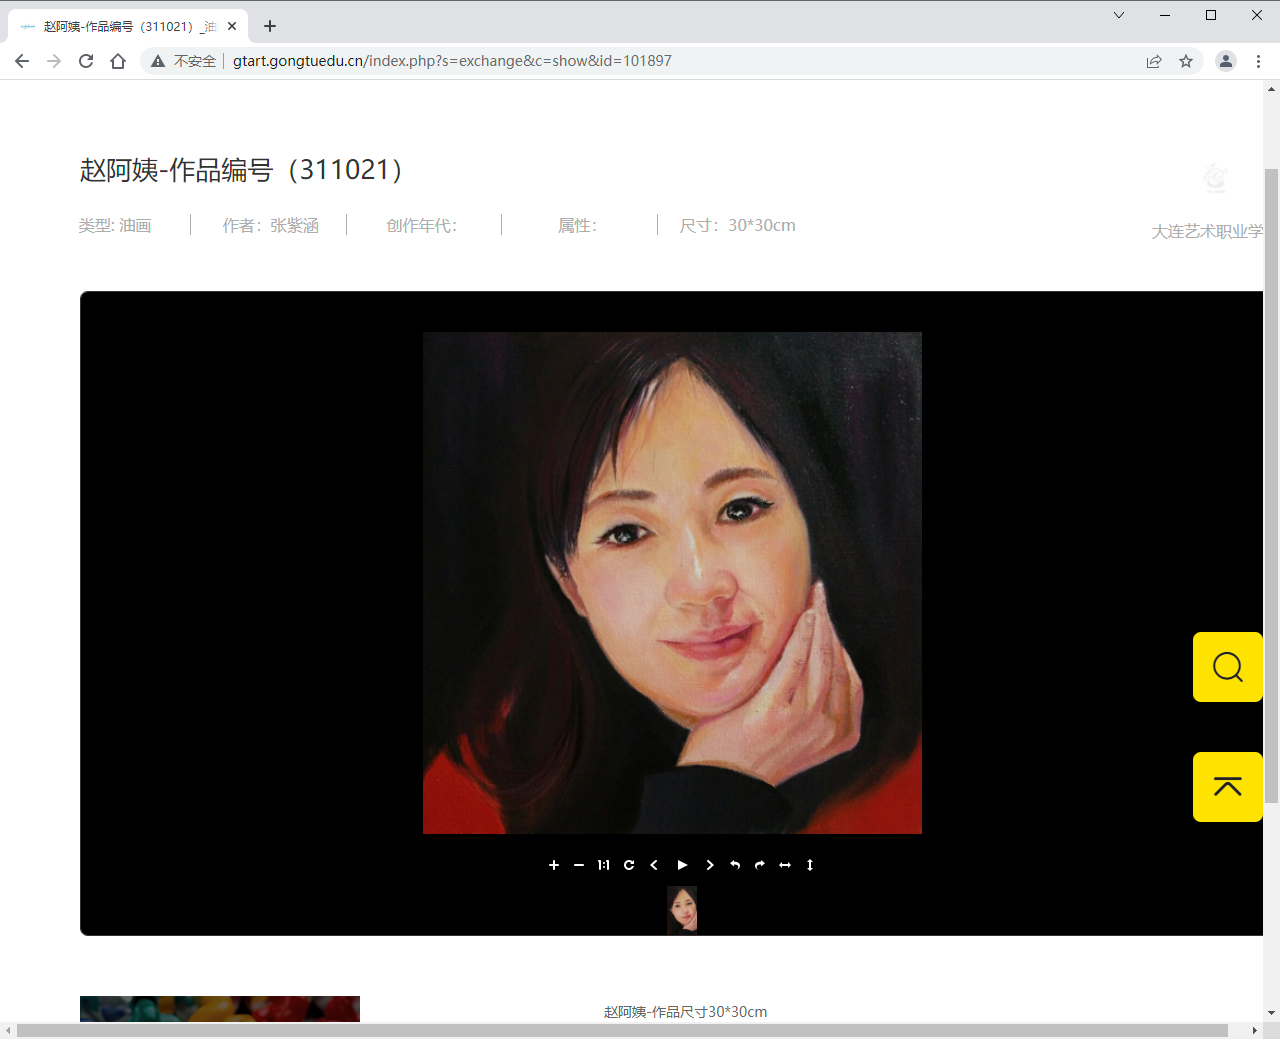 赵阿姨-作品编号（311021）_油
不安全
gtart.gongtuedu.cn/index.php?s=exchange&c=show&id=101897
赵阿姨-作品编号（311021）
类型: 油画
作者：张紫涵
创作年代：
属性：
尺寸：30*30cm
大连艺术职业学
1:1
赵阿姨-作品尺寸30*30cm